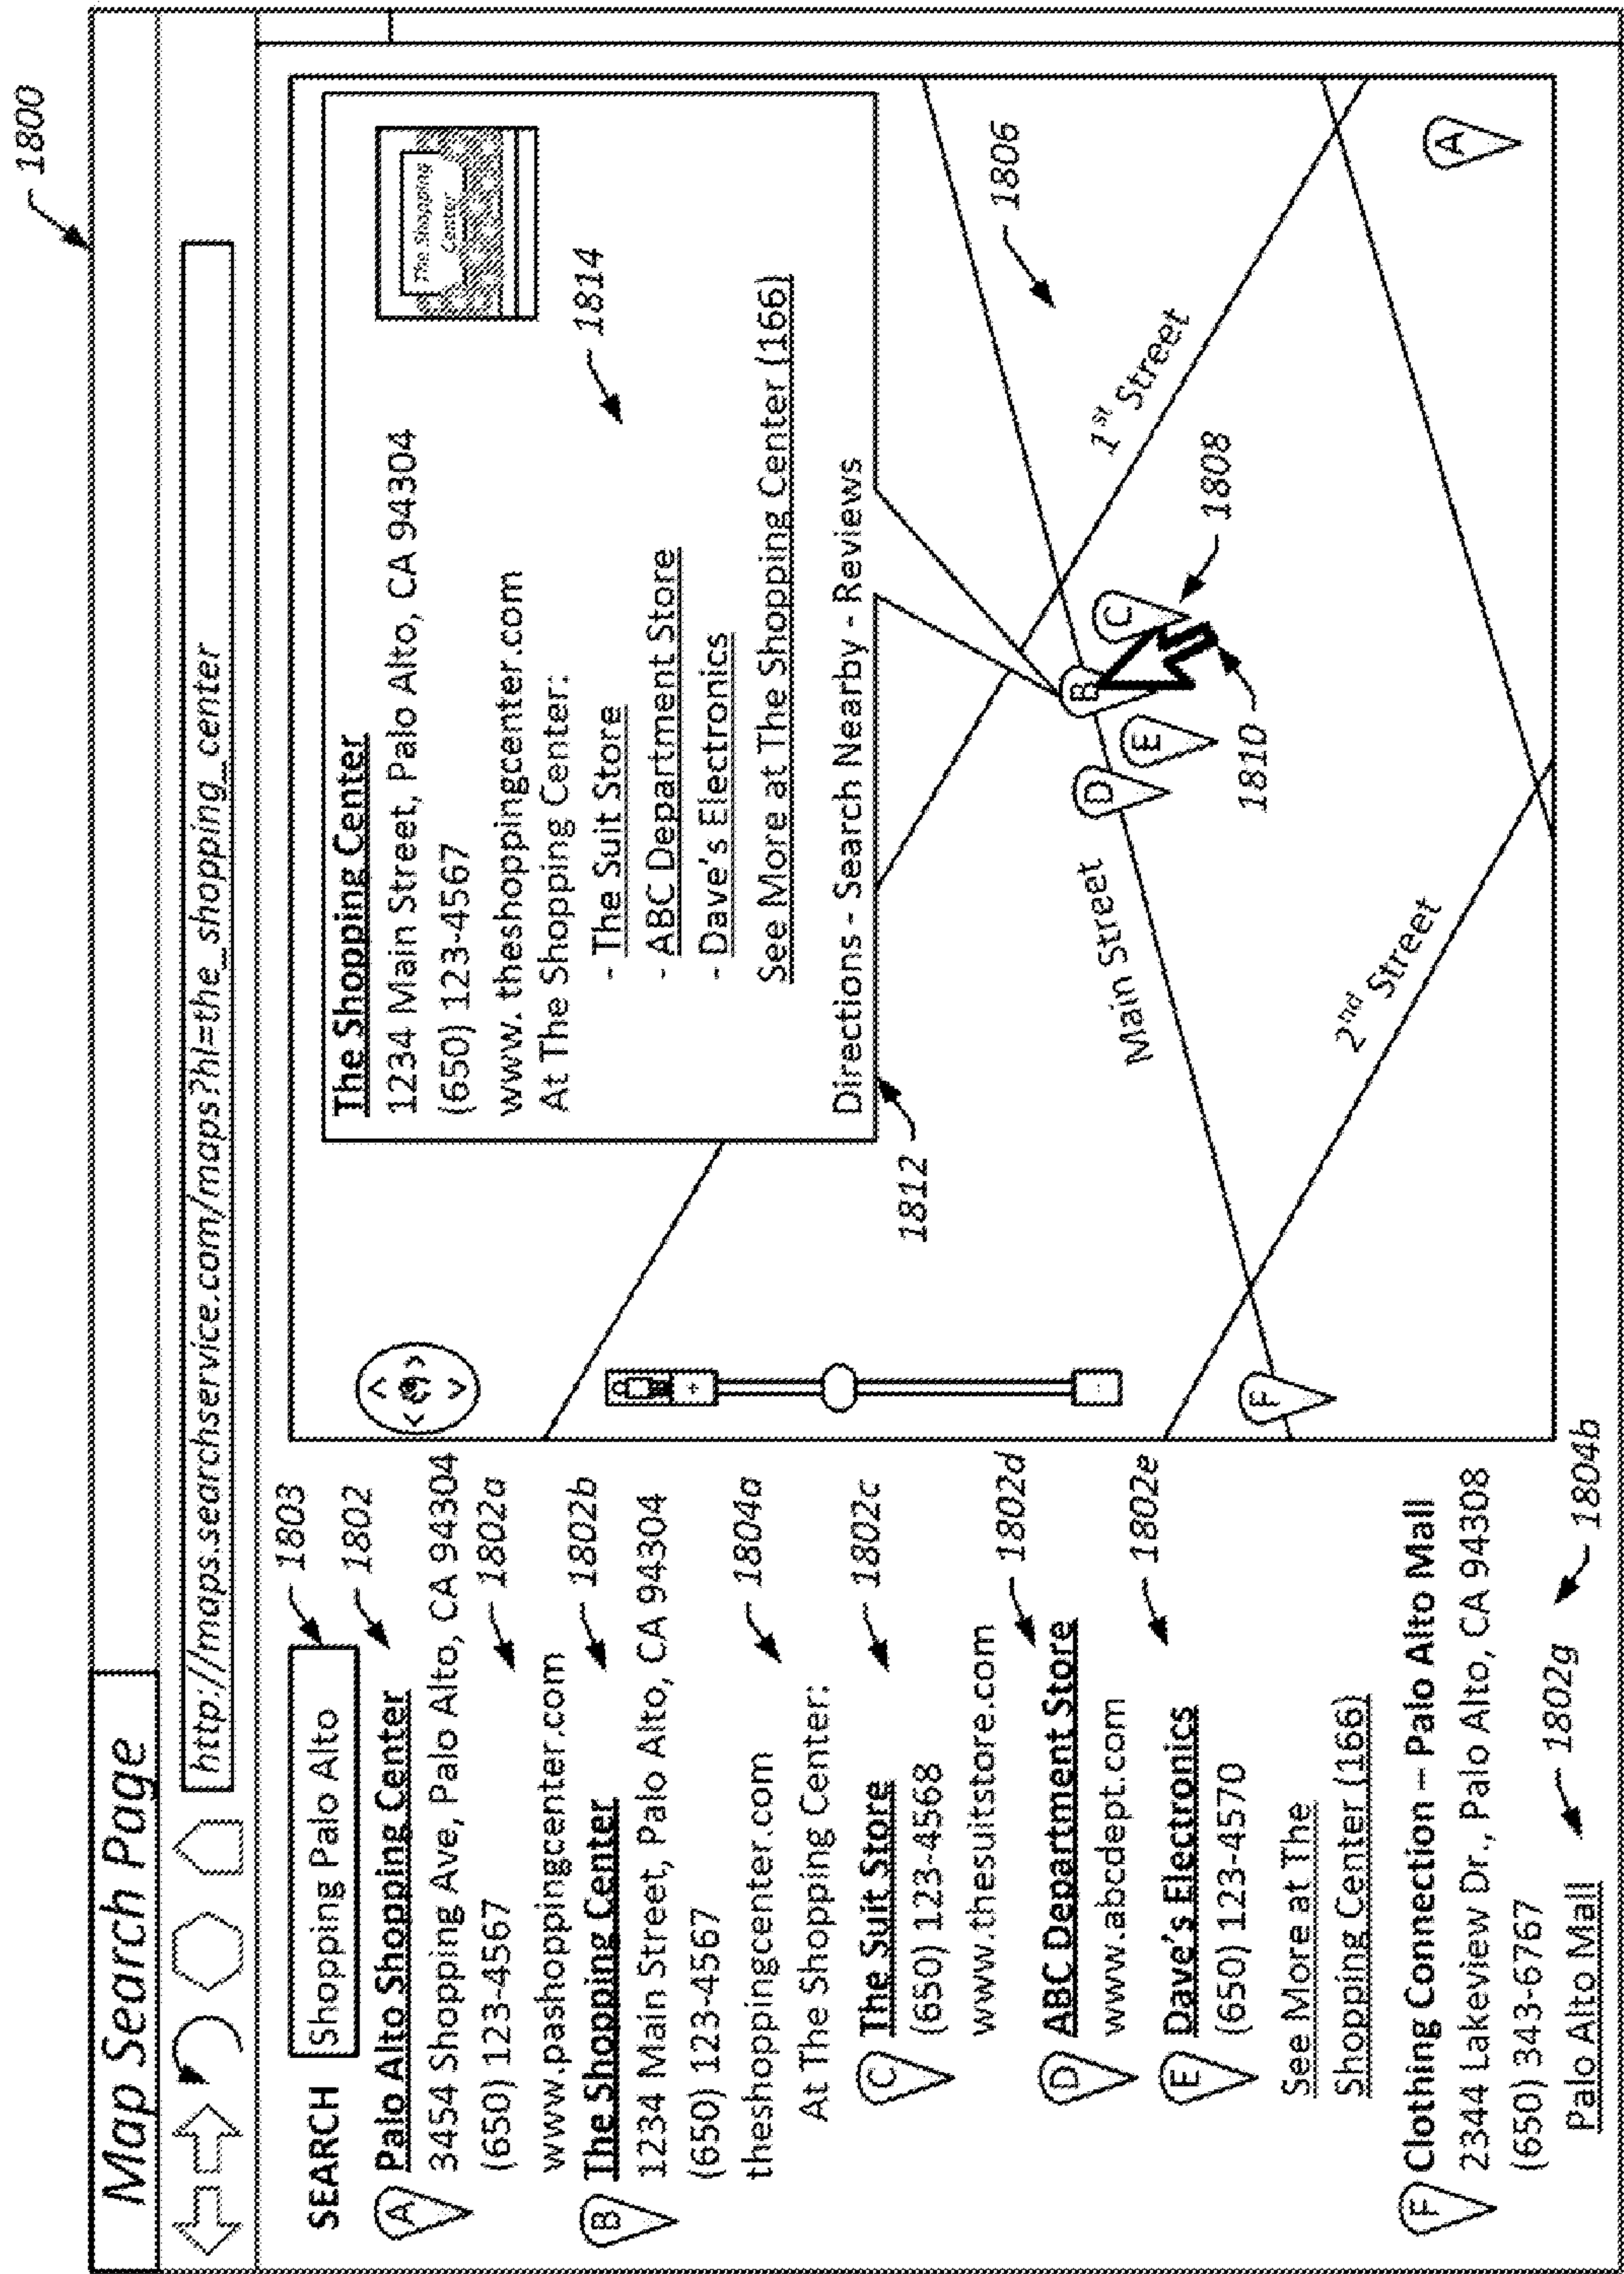 1800
Map Search Page
http://maps.searchservice.com/maps?hl=the_shopping_center
SEARCH
Shopping Palo Alto
1803
1802
A
Palo Alto Shopping Center
3454 Shopping Ave, Palo Alto, CA 94304
(650) 123-4567
1802a
www.pashoppingcenter.com
B
The Shopping Center
1802b
1234 Main Street, Palo Alto, CA 94304
(650) 123-4567
theshoppingcenter.com
1804a
At The Shopping Center:
C
The Suit Store
1802c
(650) 123-4568
www.thesuitstore.com
1802d
D
ABC Department Store
www.abcdept.com
1802e
E
Dave's Electronics
(650) 123-4570
See More at The
Shopping Center (166)
F
Clothing Connection – Palo Alto Mall
2344 Lakeview Dr., Palo Alto, CA 94308
(650) 343-6767
Palo Alto Mall
1802g
1804b
The Shopping Center
1234 Main Street, Palo Alto, CA 94304
(650) 123-4567
www. theshoppingcenter.com
At The Shopping Center:
- The Suit Store
- ABC Department Store
- Dave's Electronics
See More at The Shopping Center (166)
Directions - Search Nearby - Reviews
The Shopping
Center
1814
1812
+
-
1806
1st Street
Main Street
2nd Street
B
C
D
E
F
A
1808
1810